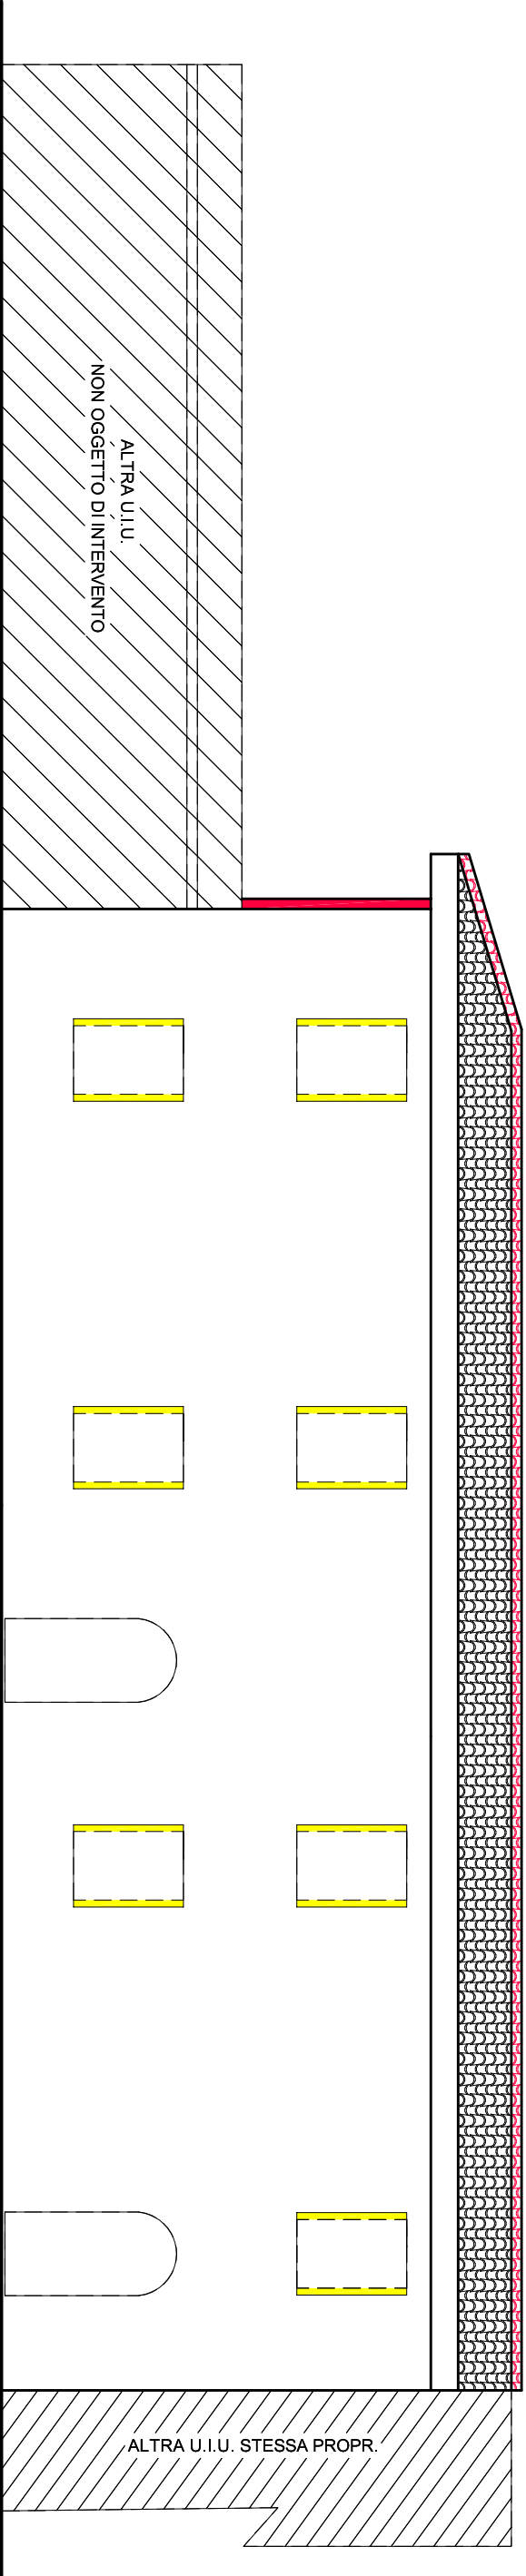 ALTRA U.I.U.
NON OGGETTO DI INTERVENTO
ALTRA U.I.U. STESSA PROPR.